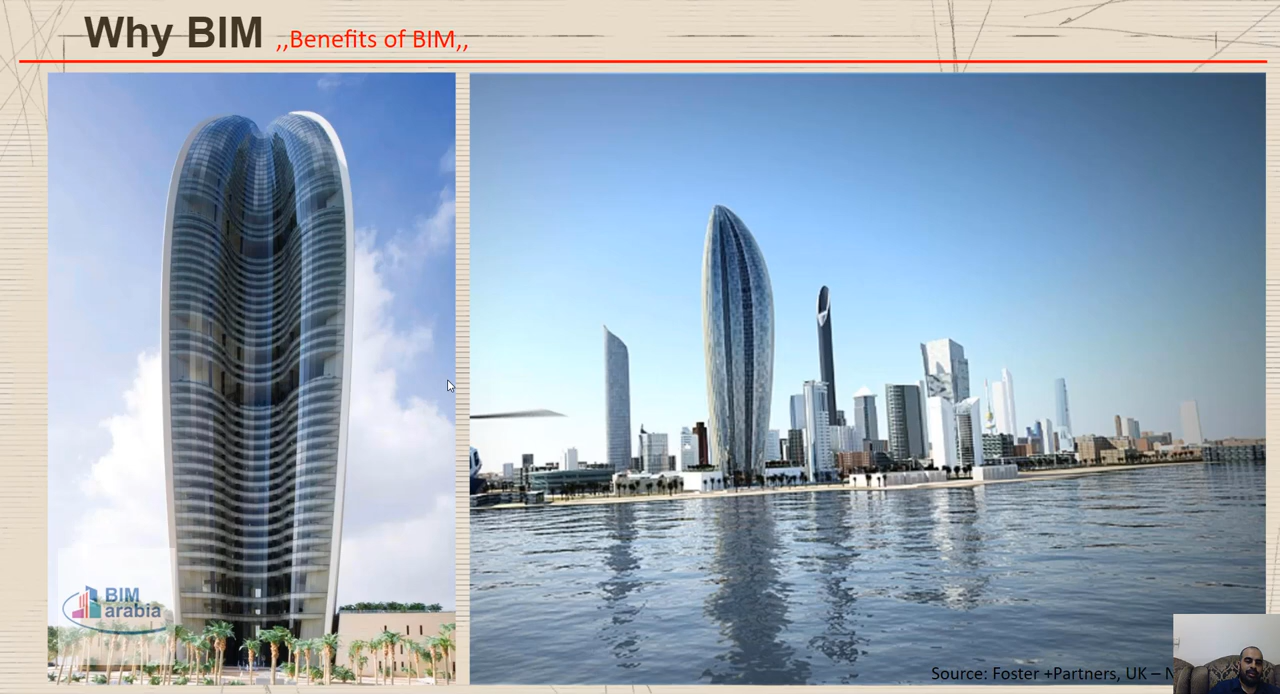 Why BIM ,,Benefits of BIM,,
BIM
arabia
Source: Foster +Partners, UK –